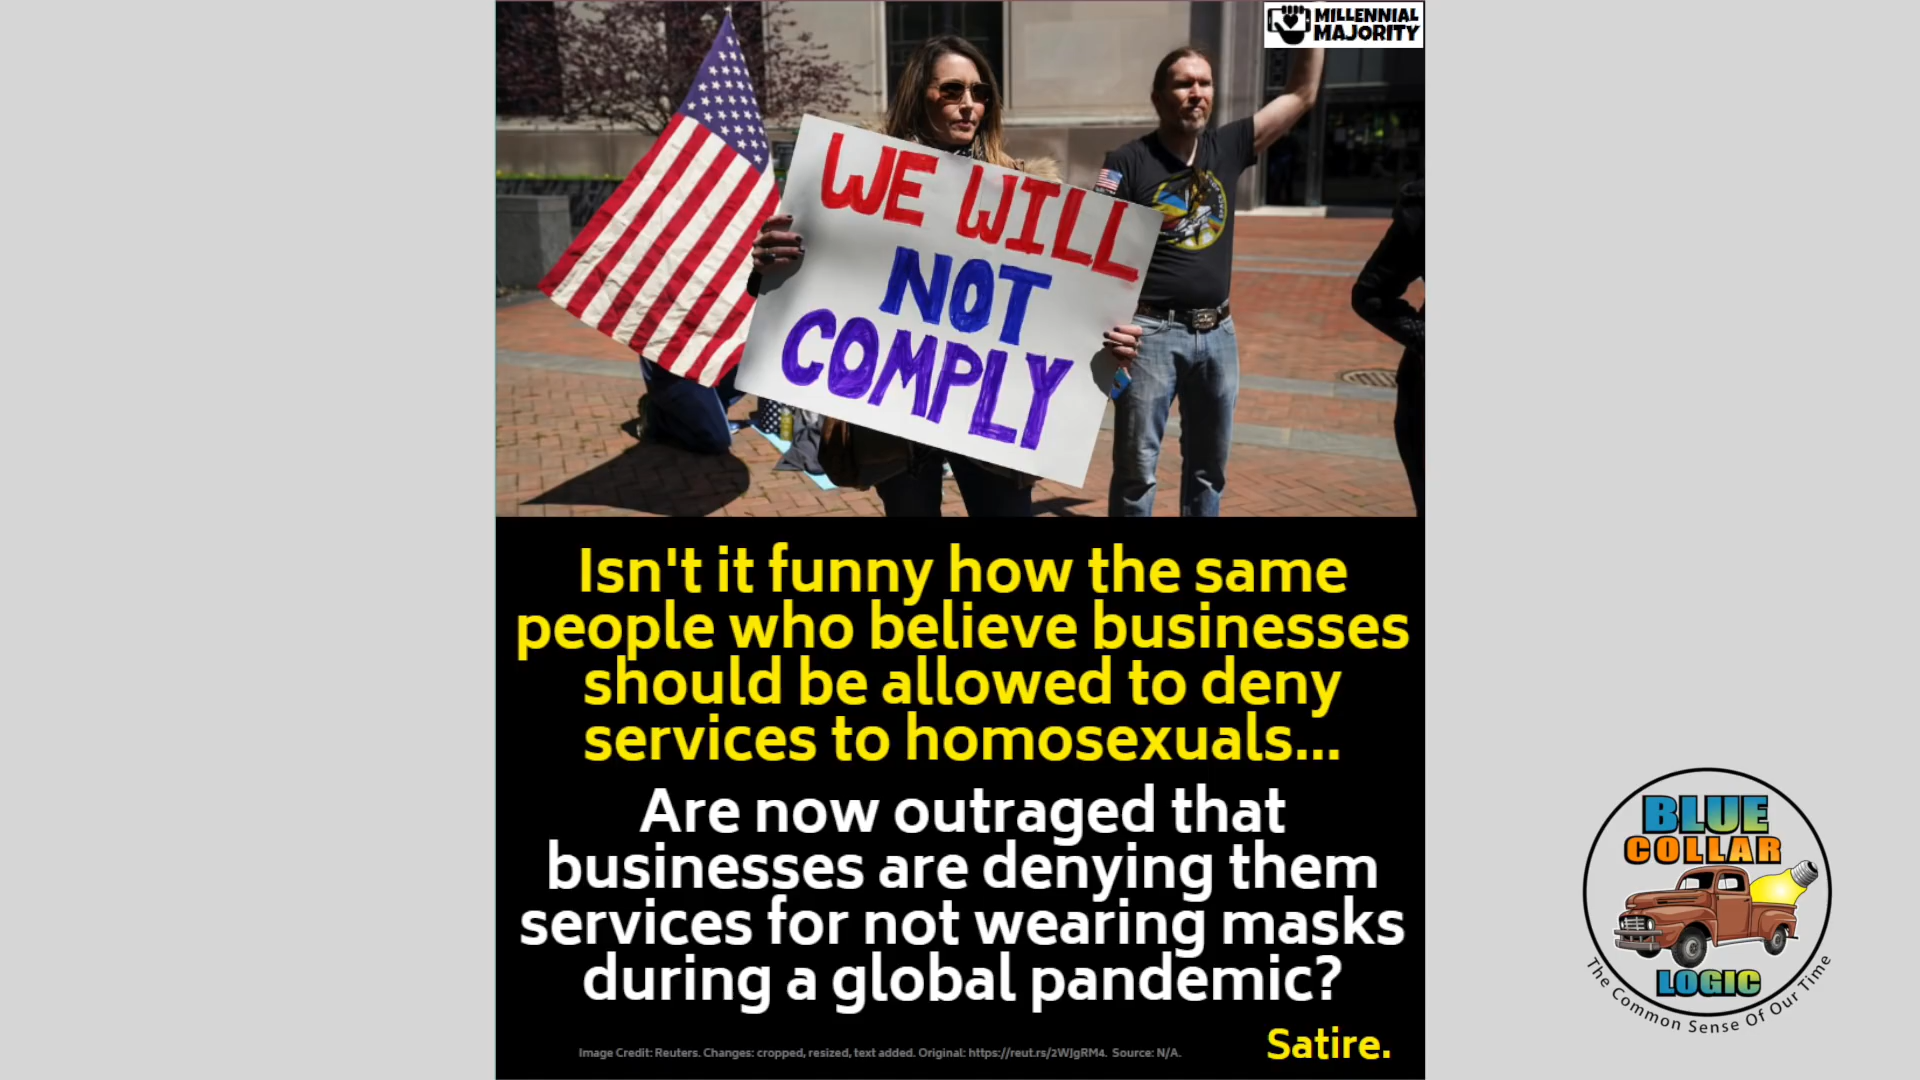 MILLENNIAL
MAJORITY
WE WILL
NOT
COMPLY
Isn't it funny how the same
people who believe businesses
should be allowed to deny
services to homosexuals...
Are now outraged that
businesses are denying them
services for not wearing masks
during a global pandemic?
Satire.
Image Credit: Reuters. Changes: cropped, resized, text added. Original: https://reut.rs/2WJgRM4. Source: N/A.
BLUE
COLLAR
LOGIC
The Common Sense Of Our Time